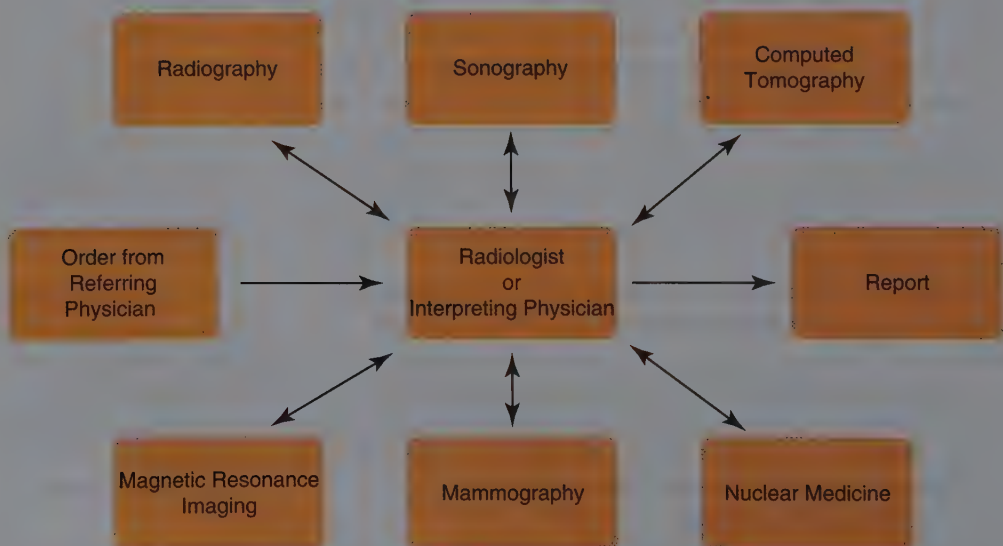 Radiography
Sonography
Computed
Tomography
Order from
Referring
Physician
Radiologist
or
Interpreting Physician
Report
Magnetic Resonance
Imaging
Mammography
Nuclear Medicine